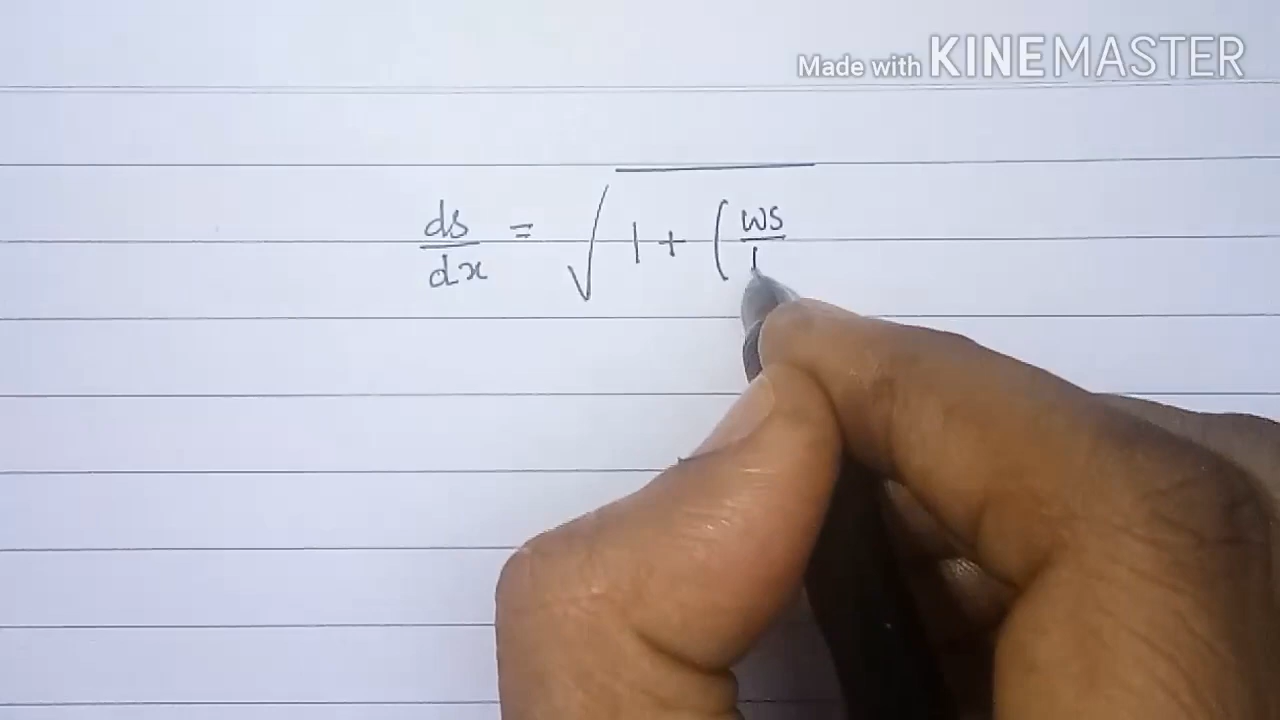 Made with KINEMASTER
ds/dx = √ 1 + (ws/